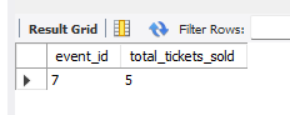 Result Grid Filter Rows:
event_id total_tickets_sold
7 5